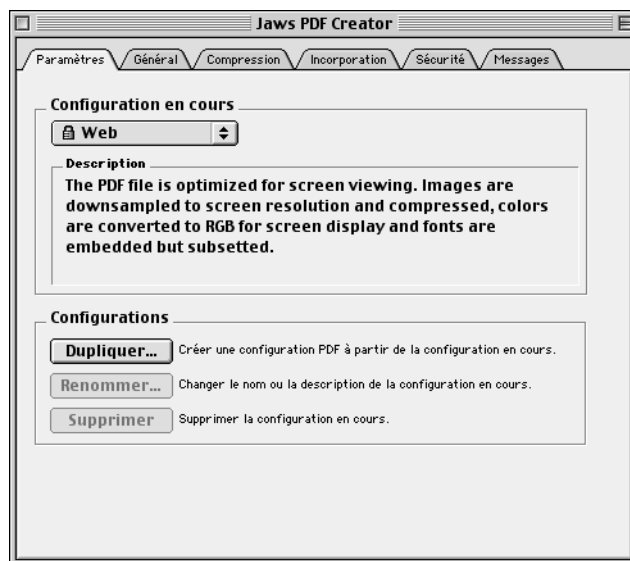 Jaws PDF Creator
Paramètres Général Compression Incorporation Sécurité Messages
Configuration en cours
Web
Description
The PDF file is optimized for screen viewing. Images are
downsampled to screen resolution and compressed, colors
are converted to RGB for screen display and fonts are
embedded but subsetted.
Configurations
Dupliquer... Créer une configuration PDF à partir de la configuration en cours.
Renommer... Changer le nom ou la description de la configuration en cours.
Supprimer Supprimer la configuration en cours.